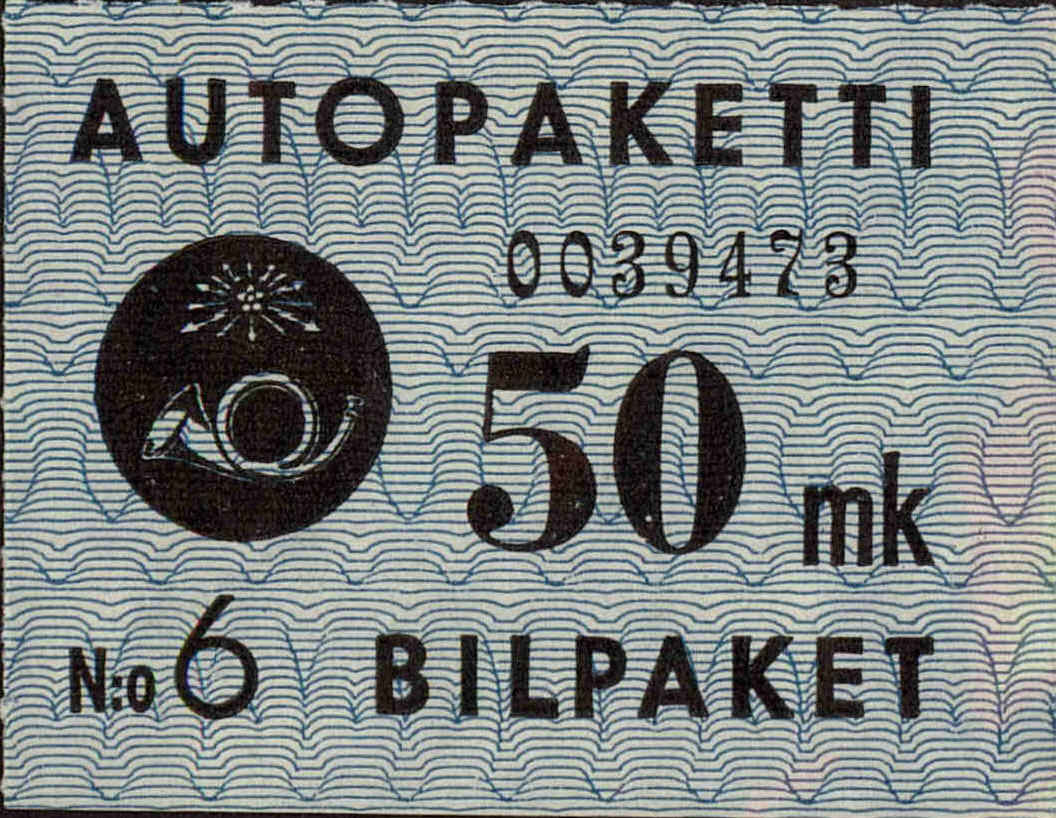 AUTOPAKETTI
0039473
50 mk
N:o 6 BILPAKET